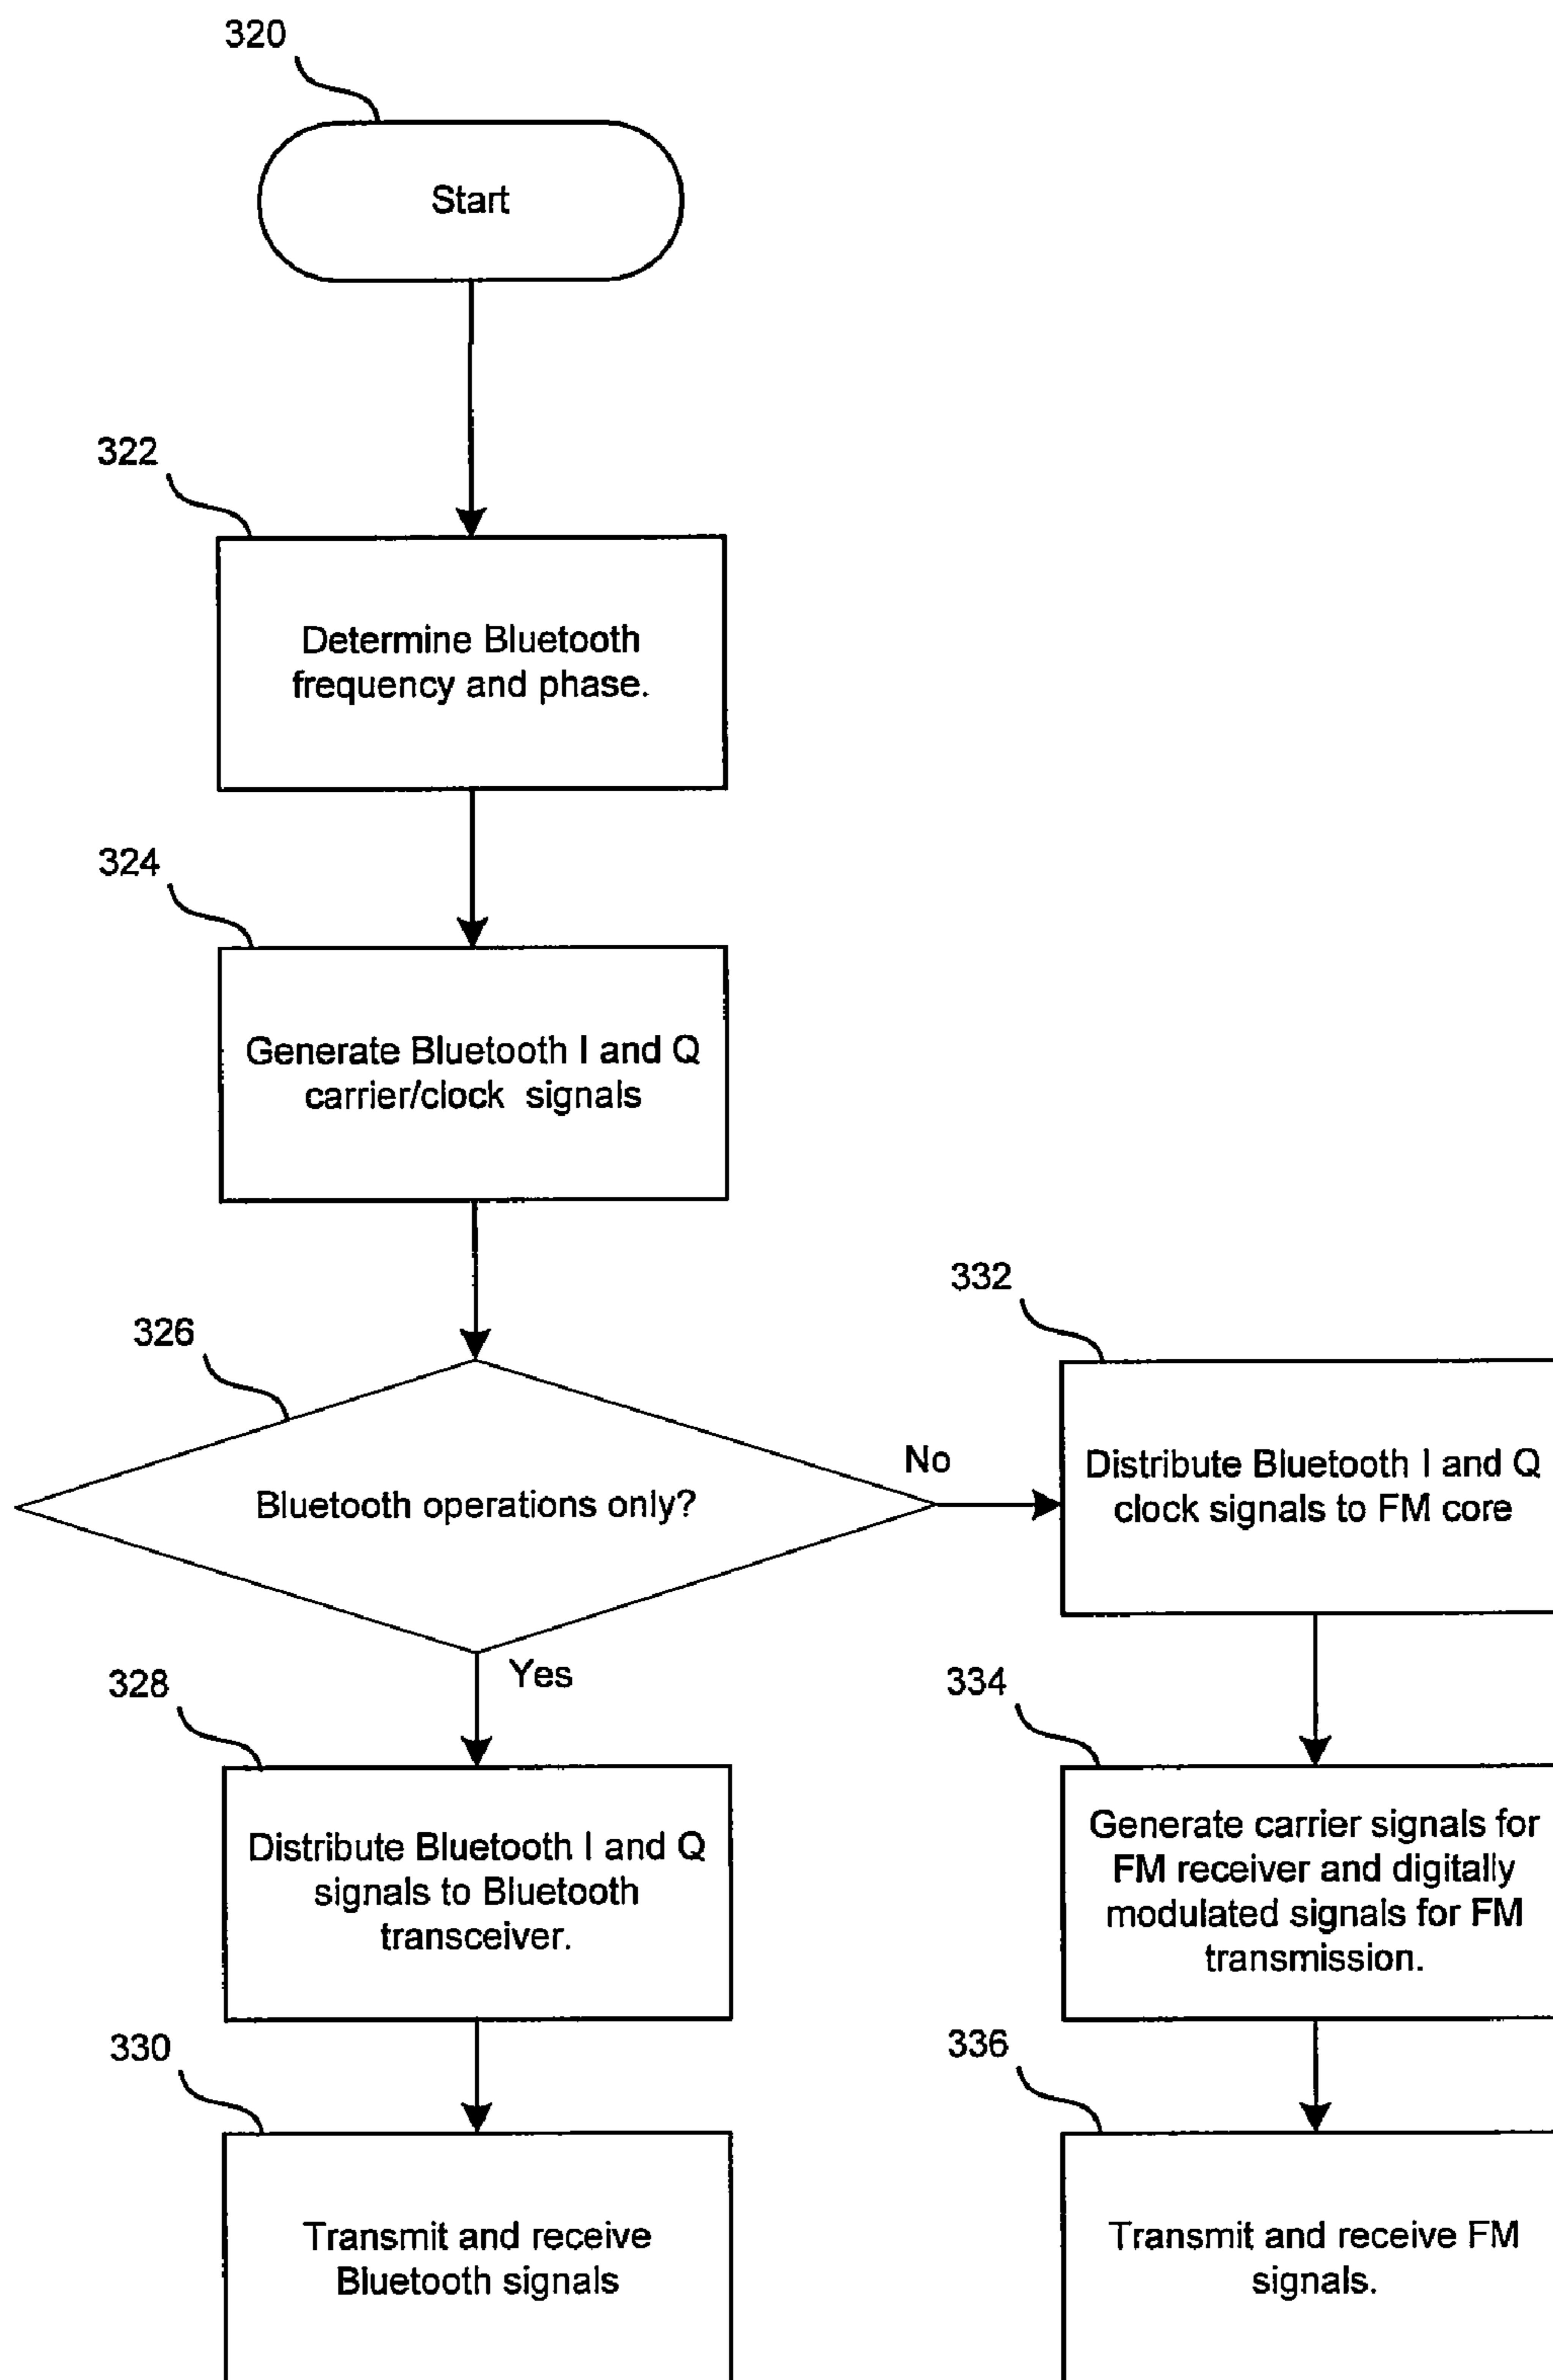 320
Start
322
Determine Bluetooth
frequency and phase.
324
Generate Bluetooth I and Q
carrier/clock signals
326
Bluetooth operations only?
No
Yes
332
Distribute Bluetooth I and Q
clock signals to FM core
328
Distribute Bluetooth I and Q
signals to Bluetooth
transceiver.
334
Generate carrier signals for
FM receiver and digitally
modulated signals for FM
transmission.
330
Transmit and receive
Bluetooth signals
336
Transmit and receive FM
signals.